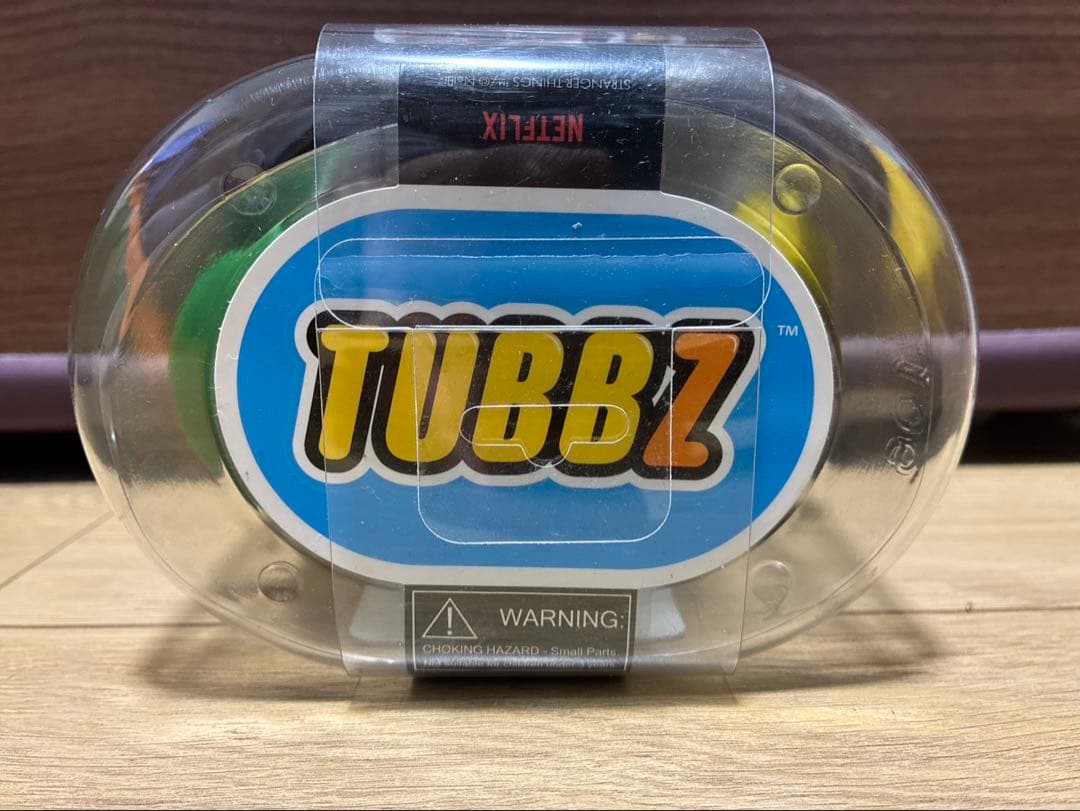 STRANGER THINGS
NETFLIX
TUBBZ
TM
WARNING:
CHOKING HAZARD - Small Parts